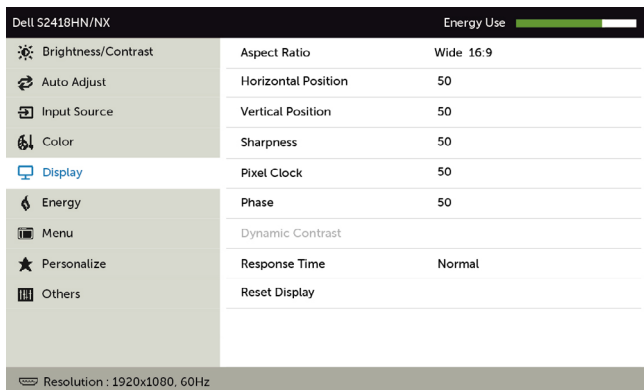 Dell S2418HN/NX Energy Use
Brightness/Contrast
Auto Adjust
Input Source
Color
Display
Energy
Menu
Personalize
Others
Aspect Ratio Wide 16:9
Horizontal Position 50
Vertical Position 50
Sharpness 50
Pixel Clock 50
Phase 50
Dynamic Contrast
Response Time Normal
Reset Display
Resolution : 1920x1080, 60Hz